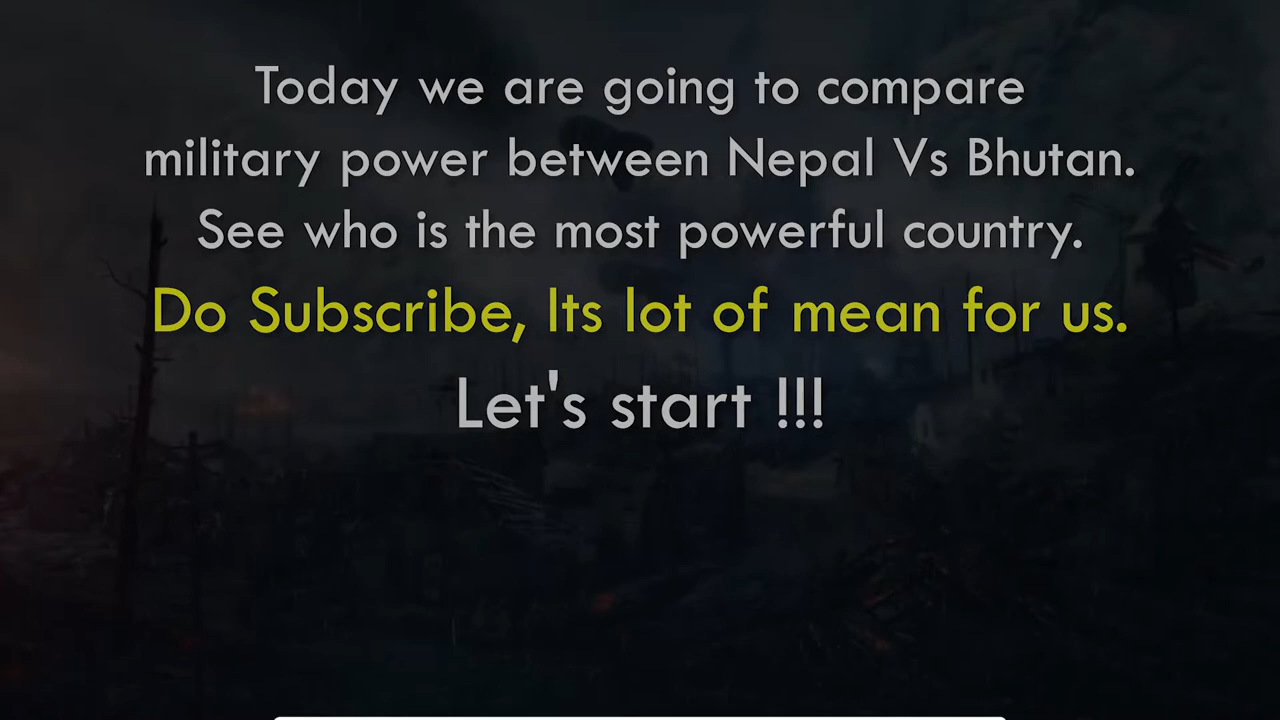 Today we are going to compare
military power between Nepal Vs Bhutan.
See who is the most powerful country.
Do Subscribe, Its lot of mean for us.
Let's start !!!